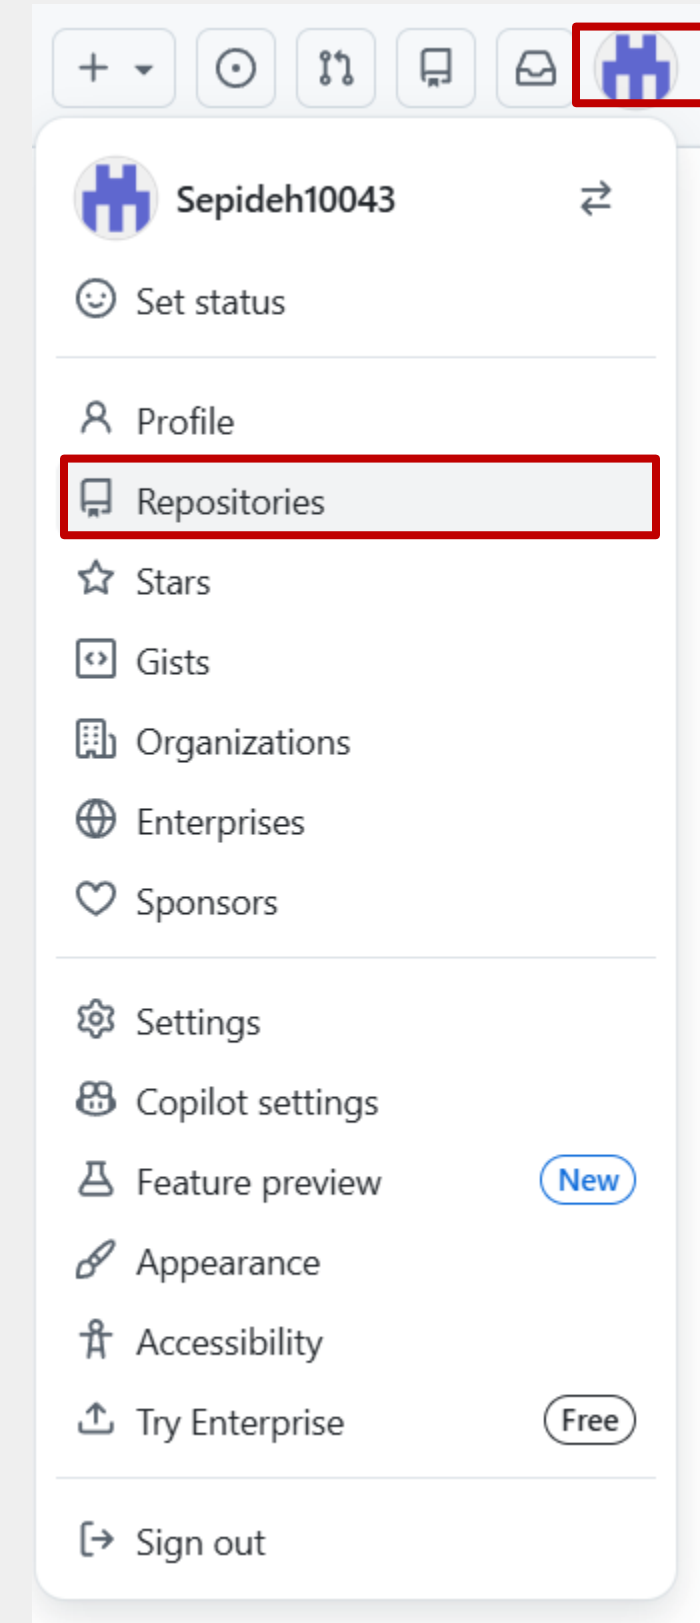 Sepideh10043
Set status
Profile
Repositories
Stars
Gists
Organizations
Enterprises
Sponsors
Settings
Copilot settings
Feature preview New
Appearance
Accessibility
Try Enterprise Free
Sign out